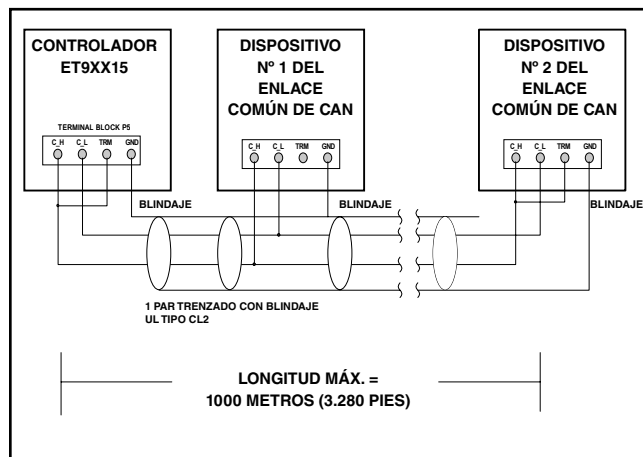 CONTROLADOR
ET9XX15
TERMINAL BLOCK P5
C_H C_L TRM GND
DISPOSITIVO
Nº 1 DEL
ENLACE
COMÚN DE CAN
C_H C_L TRM GND
DISPOSITIVO
Nº 2 DEL
ENLACE
COMÚN DE CAN
C_H C_L TRM GND
BLINDAJE
BLINDAJE
BLINDAJE
1 PAR TRENZADO CON BLINDAJE
UL TIPO CL2
LONGITUD MÁX. =
1000 METROS (3.280 PIES)